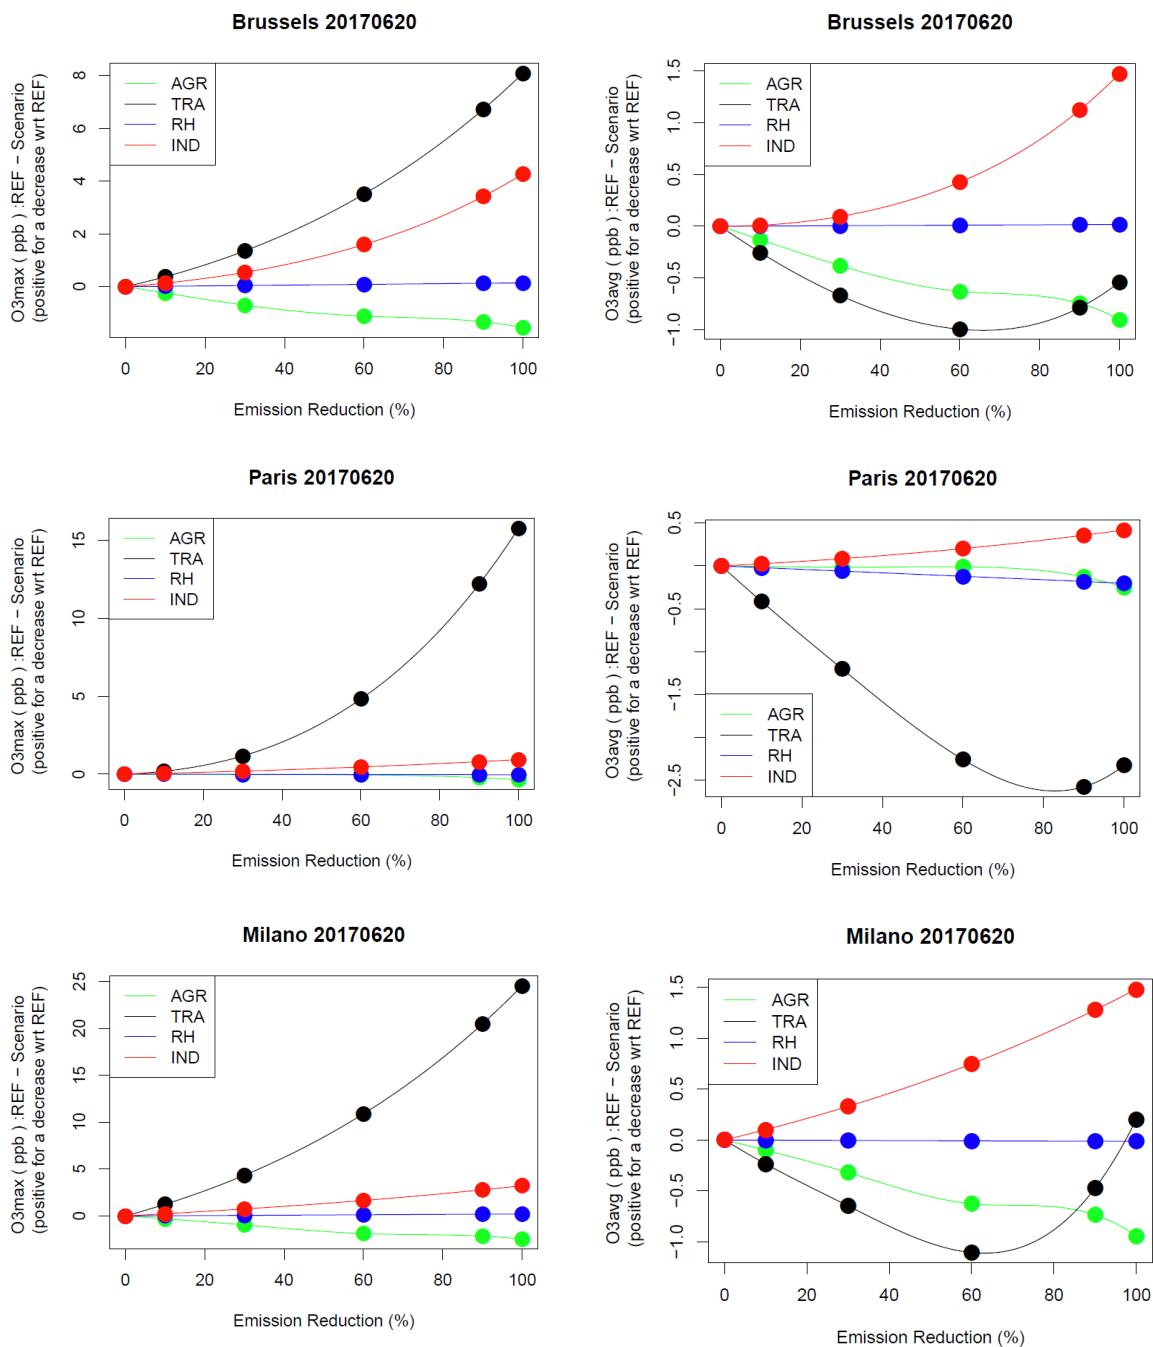 Brussels 20170620
O3max ( ppb ) :REF − Scenario
(positive for a decrease wrt REF)
8
6
4
2
0
AGR
TRA
RH
IND
0 20 40 60 80 100
Emission Reduction (%)
Brussels 20170620
O3avg ( ppb ) :REF − Scenario
(positive for a decrease wrt REF)
1.5
1.0
0.5
0.0
−0.5
−1.0
AGR
TRA
RH
IND
0 20 40 60 80 100
Emission Reduction (%)
Paris 20170620
O3max ( ppb ) :REF − Scenario
(positive for a decrease wrt REF)
15
10
5
0
AGR
TRA
RH
IND
0 20 40 60 80 100
Emission Reduction (%)
Paris 20170620
O3avg ( ppb ) :REF − Scenario
(positive for a decrease wrt REF)
0.5
−0.5
−1.5
−2.5
AGR
TRA
RH
IND
0 20 40 60 80 100
Emission Reduction (%)
Milano 20170620
O3max ( ppb ) :REF − Scenario
(positive for a decrease wrt REF)
25
20
15
10
5
0
AGR
TRA
RH
IND
0 20 40 60 80 100
Emission Reduction (%)
Milano 20170620
O3avg ( ppb ) :REF − Scenario
(positive for a decrease wrt REF)
1.5
1.0
0.5
0.0
−0.5
−1.0
AGR
TRA
RH
IND
0 20 40 60 80 100
Emission Reduction (%)